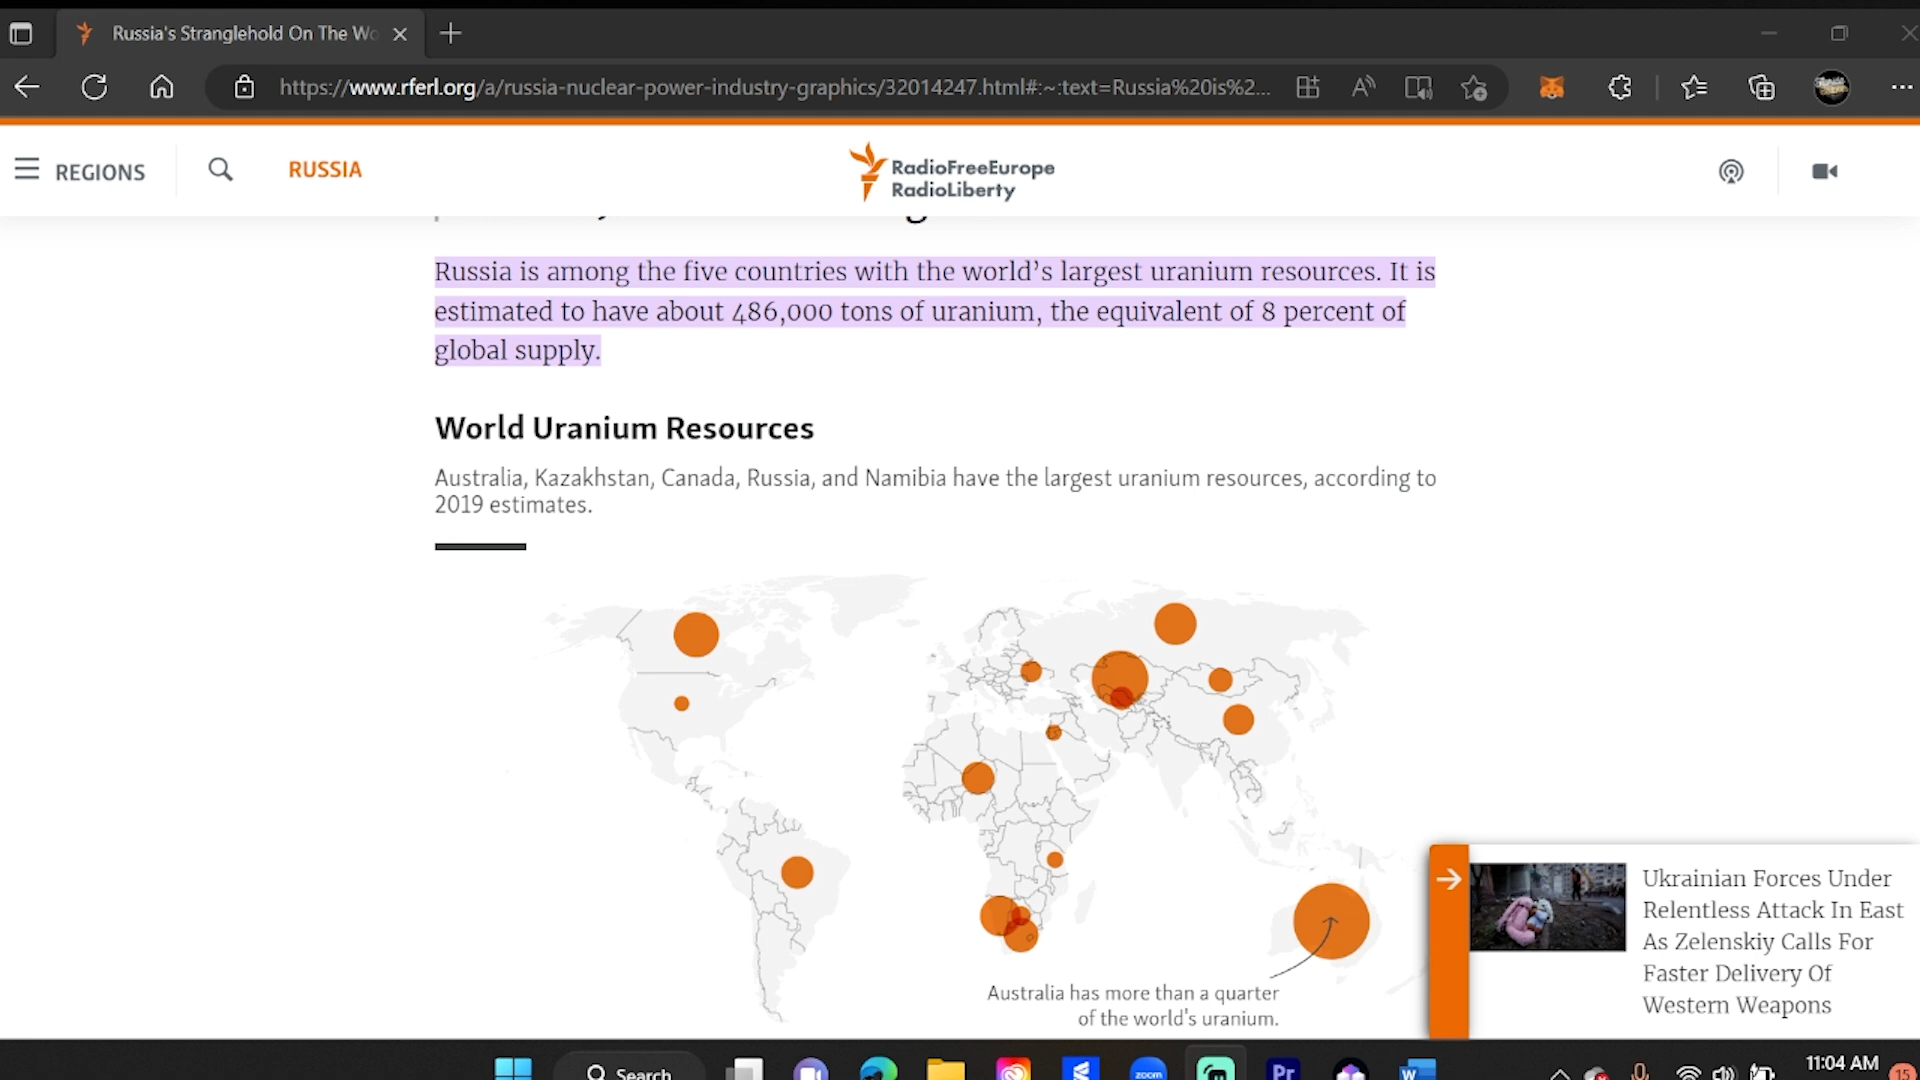 Russia's Stranglehold On The Wo
https://www.rferl.org/a/russia-nuclear-power-industry-graphics/32014247.html#:~:text=Russia%20is%2...
REGIONS
RUSSIA
RadioFreeEurope
RadioLiberty
Russia is among the five countries with the world’s largest uranium resources. It is
estimated to have about 486,000 tons of uranium, the equivalent of 8 percent of
global supply.
World Uranium Resources
Australia, Kazakhstan, Canada, Russia, and Namibia have the largest uranium resources, according to
2019 estimates.
Australia has more than a quarter
of the world's uranium.
Ukrainian Forces Under
Relentless Attack In East
As Zelenskiy Calls For
Faster Delivery Of
Western Weapons
Search
zoom
Pr
W
11:04 AM
15